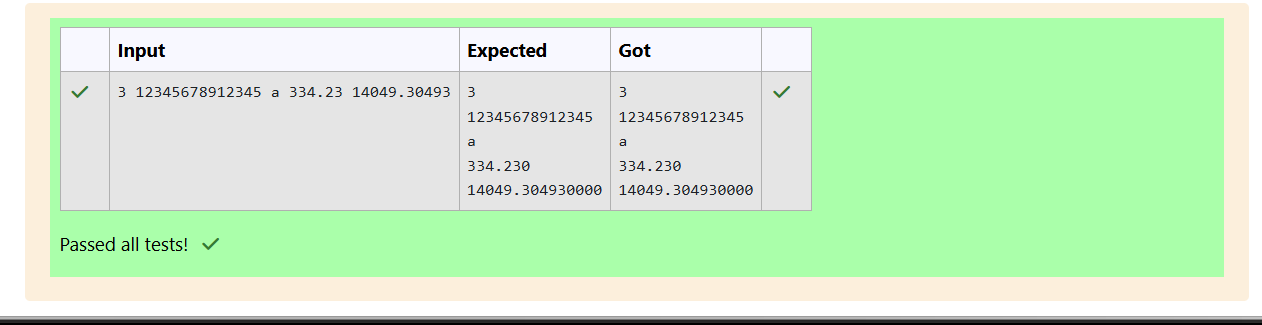 Input Expected Got
3 12345678912345 a 334.23 14049.30493 3 3
12345678912345 12345678912345
a a
334.230 334.230
14049.304930000 14049.304930000
Passed all tests!